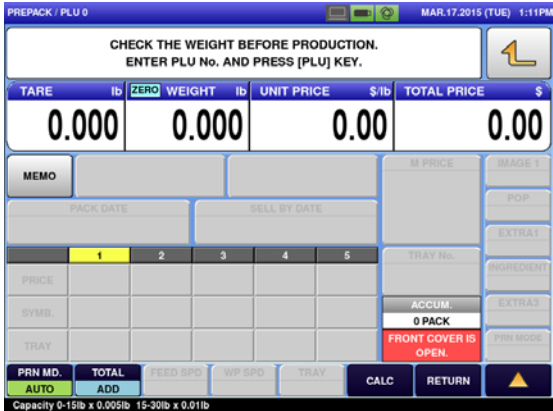 PREPACK / PLU 0
MAR.17.2015 (TUE) 1:11PM
CHECK THE WEIGHT BEFORE PRODUCTION.
ENTER PLU No. AND PRESS [PLU] KEY.
TARE lb ZERO WEIGHT lb UNIT PRICE $/lb TOTAL PRICE $
0.000 0.000 0.00 0.00
MEMO M PRICE IMAGE 1
POP
PACK DATE SELL BY DATE
EXTRA1
1 2 3 4 5 TRAY No.
INGREDIENT
PRICE
SYMB. ACCUM. EXTRA3
0 PACK
TRAY FRONT COVER IS OPEN. PRN MODE
PRN MD. TOTAL FEED SPD WP SPD TRAY CALC RETURN
AUTO ADD
Capacity 0-15lb x 0.005lb 15-30lb x 0.01lb